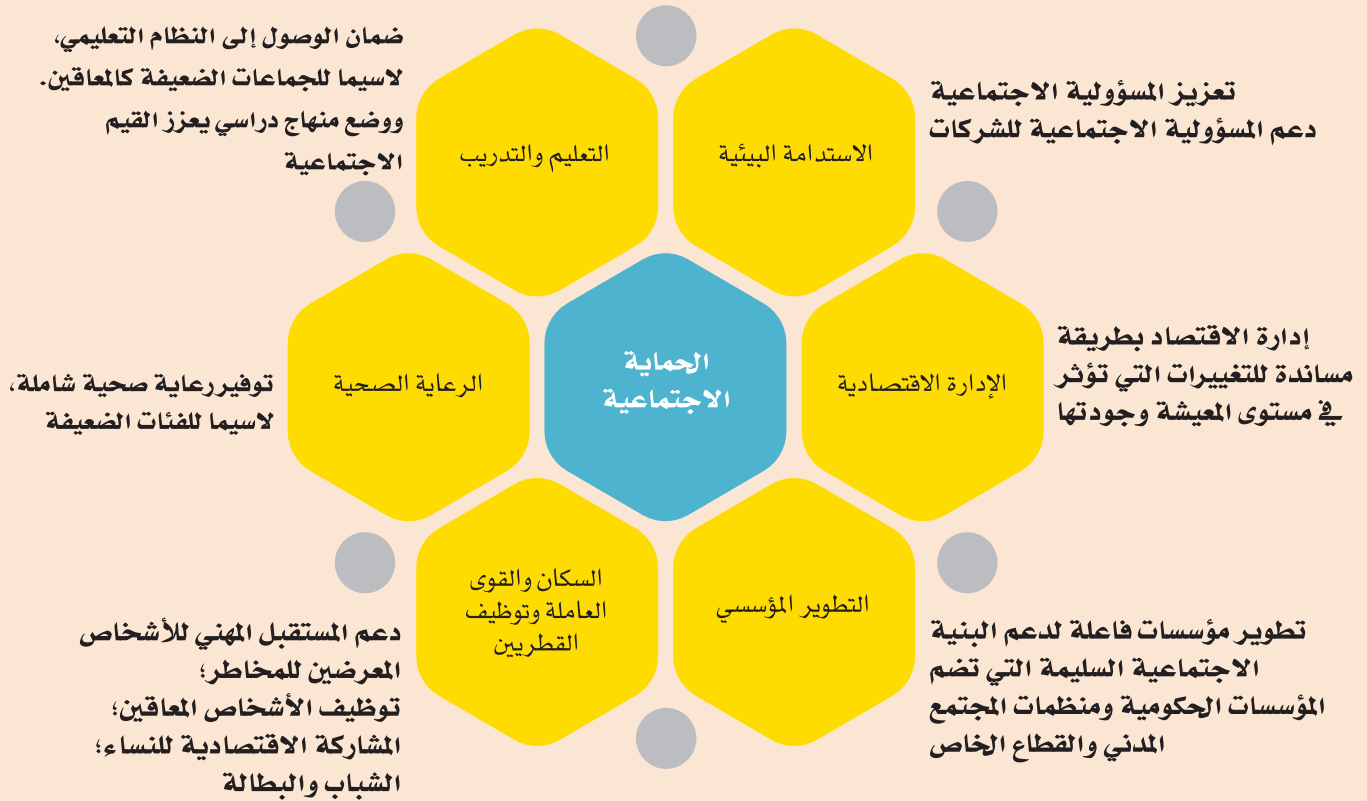 تعزيز المسؤولية الاجتماعية
دعم المسؤولية الاجتماعية للشركات
الاستدامة البيئية
التعليم والتدريب
ضمان الوصول إلى النظام التعليمي،
لاسيما للجماعات الضعيفة كالمعاقين.
ووضع منهاج دراسي يعزز القيم
الاجتماعية
إدارة الاقتصاد بطريقة
مساندة للتغييرات التي تؤثر
في مستوى المعيشة وجودتها
الإدارة الاقتصادية
الحماية
الاجتماعية
الرعاية الصحية
توفيررعاية صحية شاملة،
لاسيما للفئات الضعيفة
تطوير مؤسسات فاعلة لدعم البنية
الاجتماعية السليمة التي تضم
المؤسسات الحكومية ومنظمات المجتمع
المدني والقطاع الخاص
التطوير المؤسسي
السكان والقوى
العاملة وتوظيف
القطريين
دعم المستقبل المهني للأشخاص
المعرضين للمخاطر؛
توظيف الأشخاص المعاقين؛
المشاركة الاقتصادية للنساء؛
الشباب والبطالة